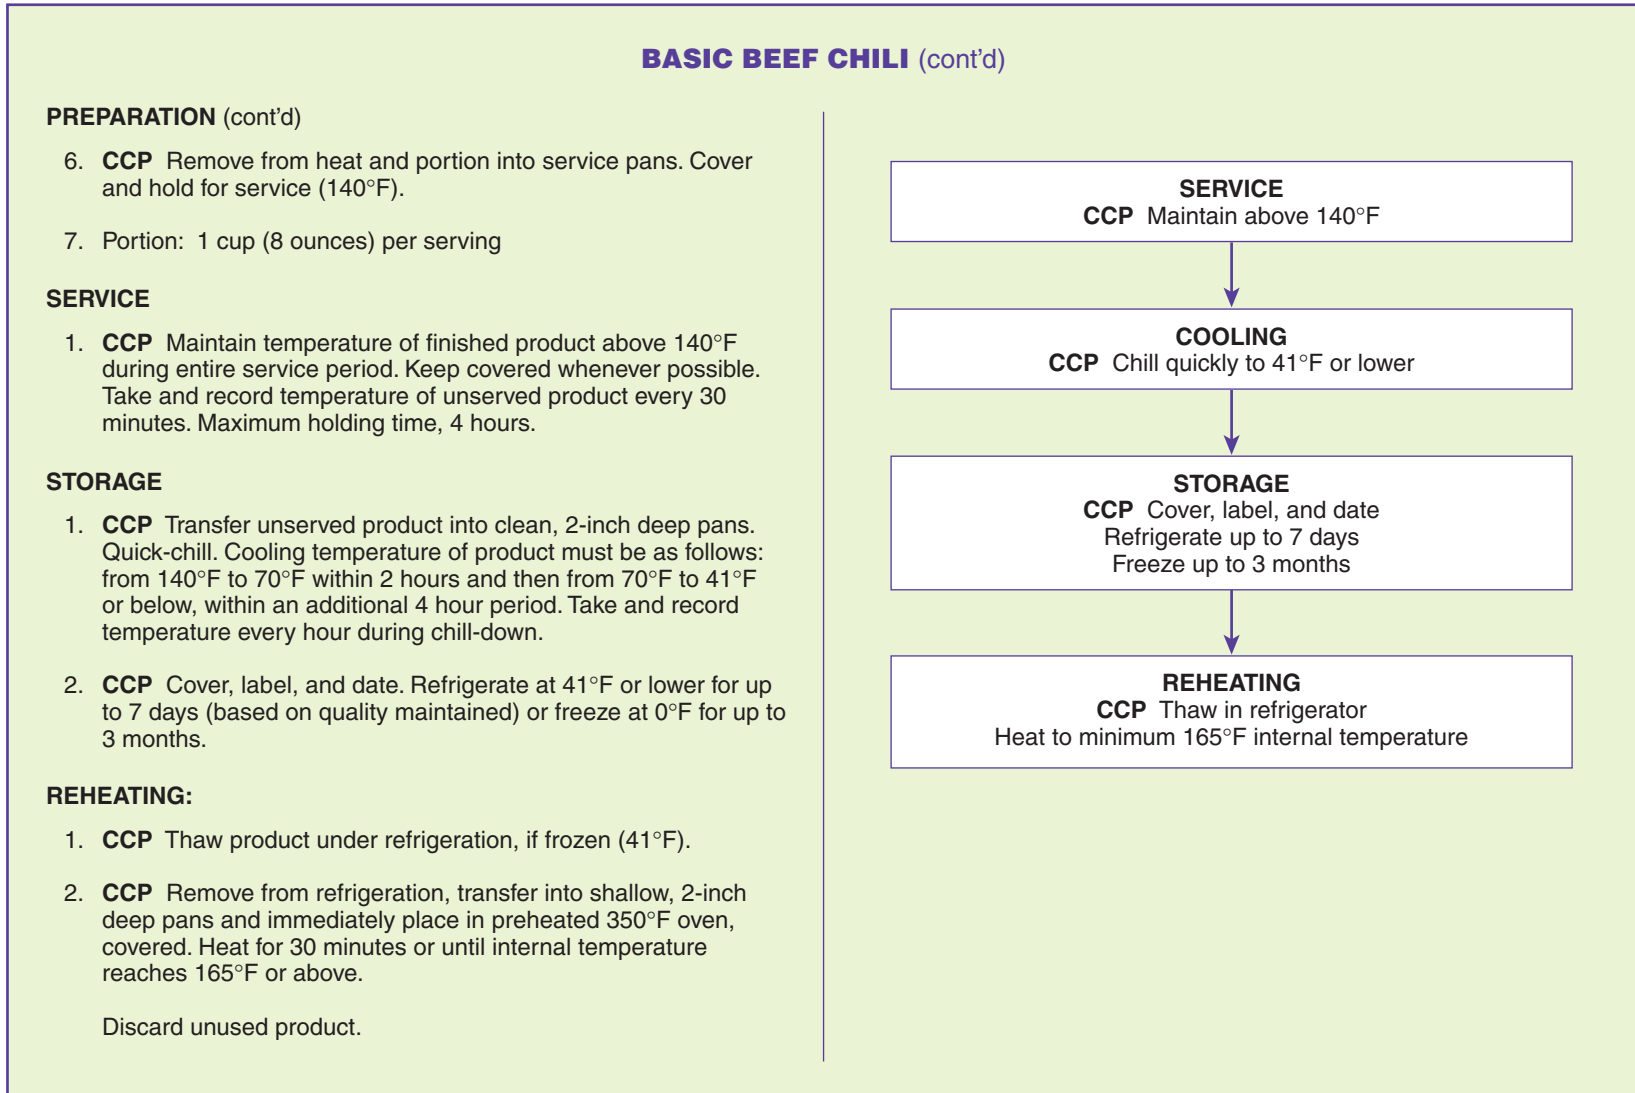 BASIC BEEF CHILI (cont'd)
PREPARATION (cont'd)
6. CCP Remove from heat and portion into service pans. Cover
and hold for service (140°F).
7. Portion: 1 cup (8 ounces) per serving
SERVICE
1. CCP Maintain temperature of finished product above 140°F
during entire service period. Keep covered whenever possible.
Take and record temperature of unserved product every 30
minutes. Maximum holding time, 4 hours.
STORAGE
1. CCP Transfer unserved product into clean, 2-inch deep pans.
Quick-chill. Cooling temperature of product must be as follows:
from 140°F to 70°F within 2 hours and then from 70°F to 41°F
or below, within an additional 4 hour period. Take and record
temperature every hour during chill-down.
2. CCP Cover, label, and date. Refrigerate at 41°F or lower for up
to 7 days (based on quality maintained) or freeze at 0°F for up to
3 months.
REHEATING:
1. CCP Thaw product under refrigeration, if frozen (41°F).
2. CCP Remove from refrigeration, transfer into shallow, 2-inch
deep pans and immediately place in preheated 350°F oven,
covered. Heat for 30 minutes or until internal temperature
reaches 165°F or above.
Discard unused product.
SERVICE
CCP Maintain above 140°F
COOLING
CCP Chill quickly to 41°F or lower
STORAGE
CCP Cover, label, and date
Refrigerate up to 7 days
Freeze up to 3 months
REHEATING
CCP Thaw in refrigerator
Heat to minimum 165°F internal temperature